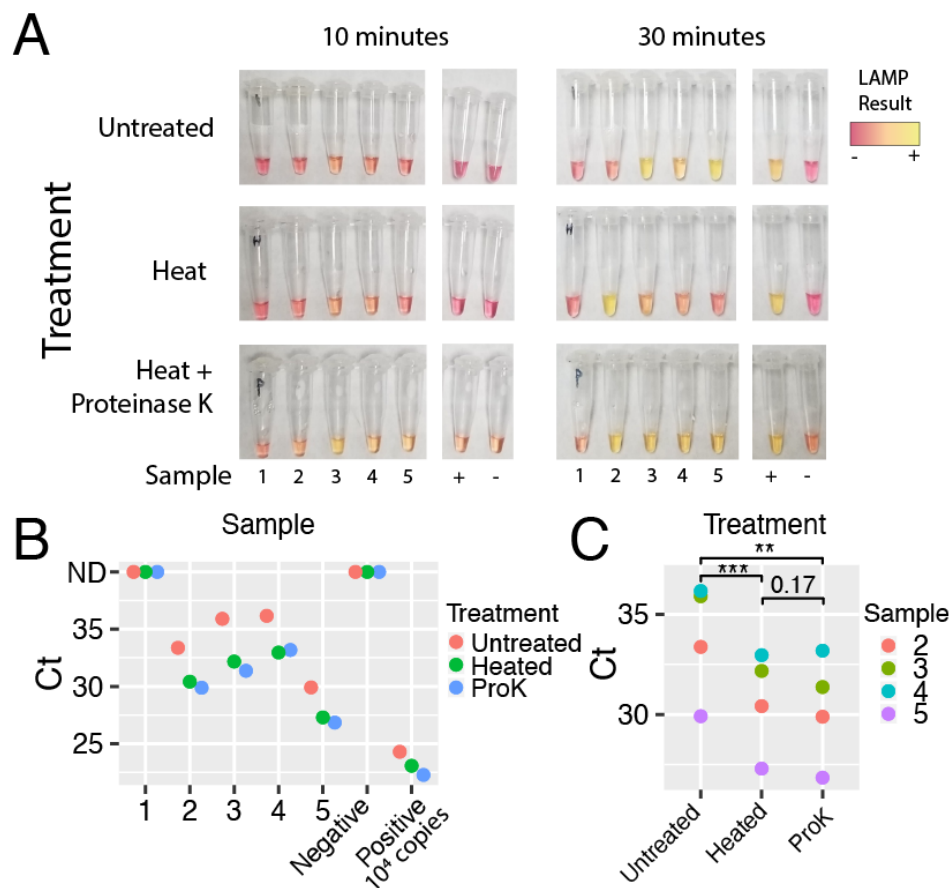 A
10 minutes
30 minutes
LAMP
Result
- +
Treatment
Untreated
Heat
Heat +
Proteinase K
H
H
P
P
Sample 1 2 3 4 5 + - 1 2 3 4 5 + -
B
Sample
Ct
ND
35
30
25
1 2 3 4 5 Negative Positive
10⁴ copies
Treatment
Untreated
Heated
ProK
C
Treatment
**
***
0.17
Ct
35
30
Untreated Heated ProK
Sample
2
3
4
5